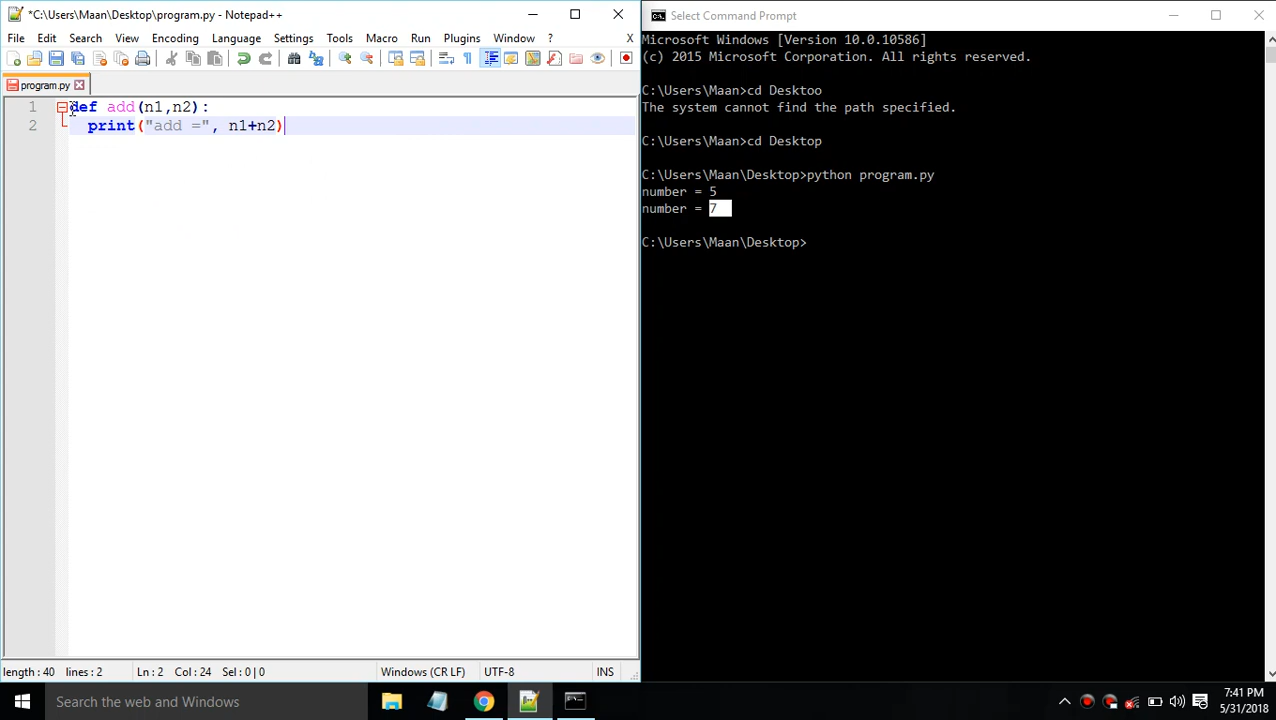 *C:\Users\Maan\Desktop\program.py - Notepad++
File Edit Search View Encoding Language Settings Tools Macro Run Plugins Window ? X
program.py
1 def add(n1,n2):
2 print("add =", n1+n2)
length : 40 lines : 2 Ln : 2 Col : 24 Sel : 0 | 0 Windows (CR LF) UTF-8 INS
Select Command Prompt
Microsoft Windows [Version 10.0.10586]
(c) 2015 Microsoft Corporation. All rights reserved.
C:\Users\Maan>cd Desktoo
The system cannot find the path specified.
C:\Users\Maan>cd Desktop
C:\Users\Maan\Desktop>python program.py
number = 5
number = 7
C:\Users\Maan\Desktop>
Search the web and Windows
7:41 PM
5/31/2018